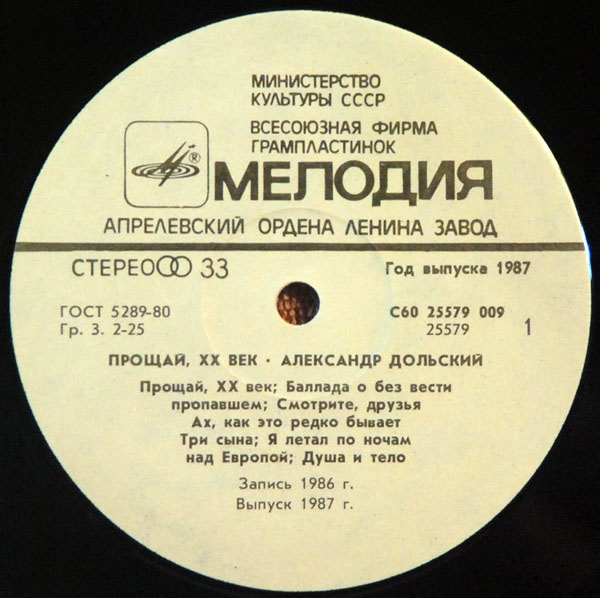 МИНИСТЕРСТВО
КУЛЬТУРЫ СССР
ВСЕСОЮЗНАЯ ФИРМА
ГРАМПЛАСТИНОК
®
МЕЛОДИЯ
АПРЕЛЕВСКИЙ ОРДЕНА ЛЕНИНА ЗАВОД
СТЕРЕО 33
Год выпуска 1987
ГОСТ 5289-80
Гр. 3. 2-25
С60 25579 009
25579 1
ПРОЩАЙ, XX ВЕК · АЛЕКСАНДР ДОЛЬСКИЙ
Прощай, XX век; Баллада о без вести
пропавшем; Смотрите, друзья
Ах, как это редко бывает
Три сына; Я летал по ночам
над Европой; Душа и тело
Запись 1986 г.
Выпуск 1987 г.